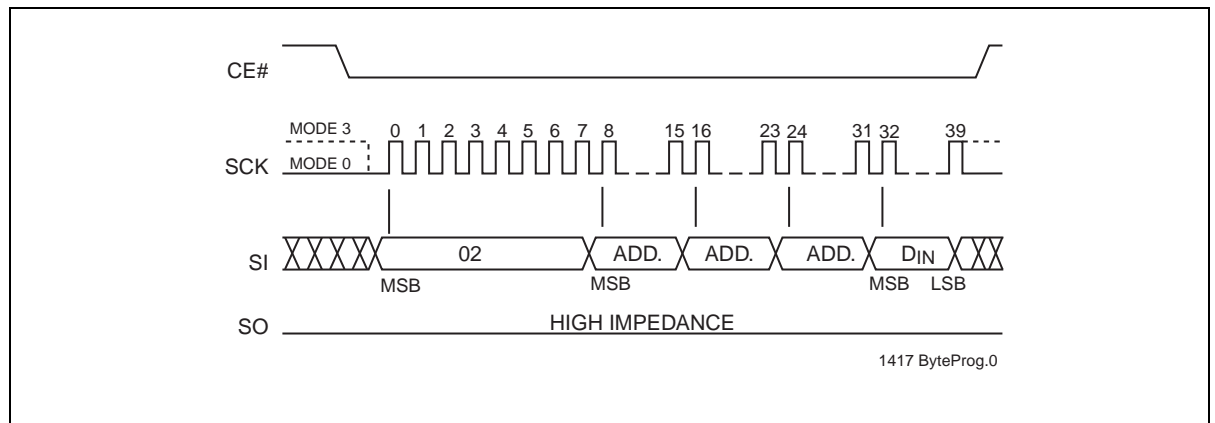 CE#
MODE 3
0 1 2 3 4 5 6 7 8 15 16 23 24 31 32 39
SCK MODE 0
SI 02 ADD. ADD. ADD. DIN
MSB MSB MSB LSB
SO HIGH IMPEDANCE
1417 ByteProg.0